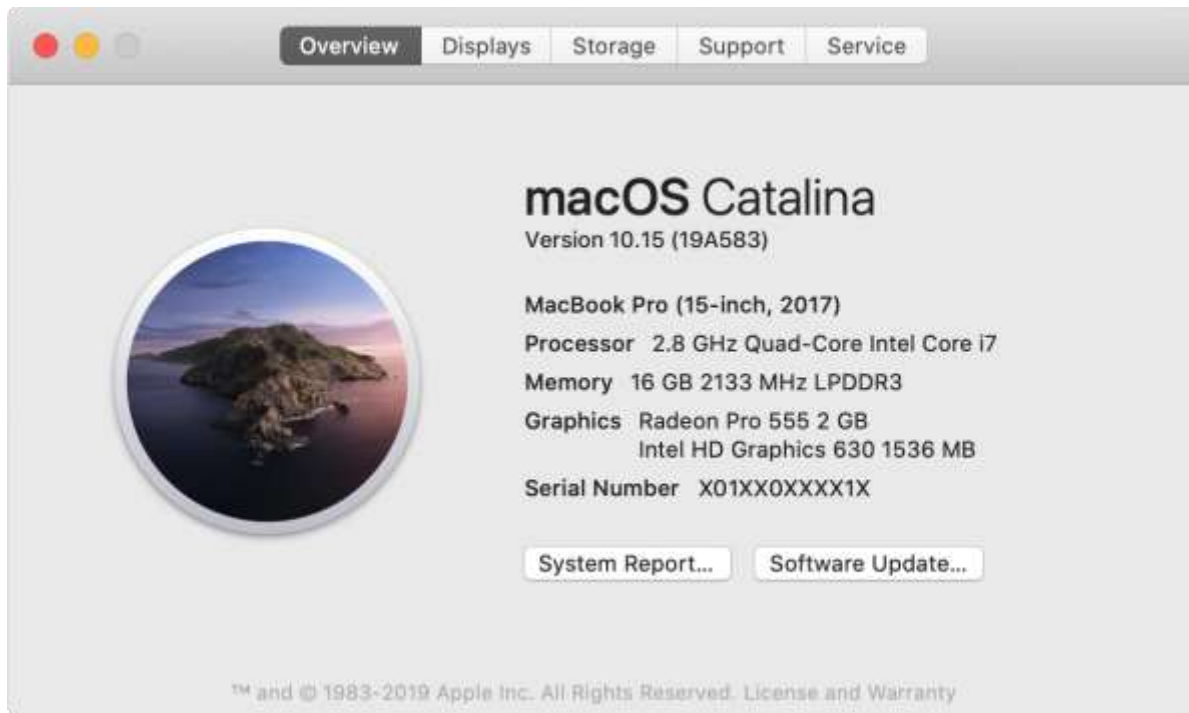 Overview Displays Storage Support Service
macOS Catalina
Version 10.15 (19A583)
MacBook Pro (15-inch, 2017)
Processor 2.8 GHz Quad-Core Intel Core i7
Memory 16 GB 2133 MHz LPDDR3
Graphics Radeon Pro 555 2 GB
Intel HD Graphics 630 1536 MB
Serial Number X01XX0XXXX1X
System Report... Software Update...
™ and © 1983-2019 Apple Inc. All Rights Reserved. License and Warranty